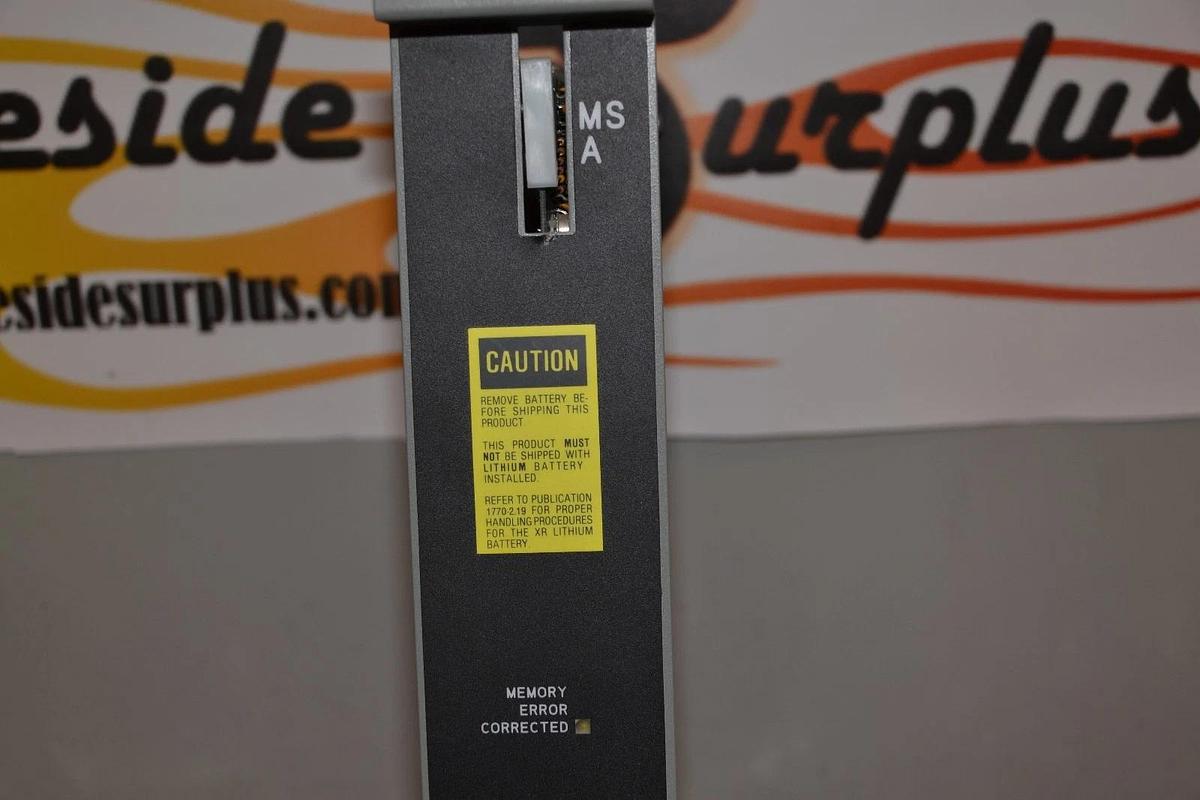 eside Surplus
esidesurplus.com
MS
A
CAUTION
REMOVE BATTERY BE-
FORE SHIPPING THIS
PRODUCT.
THIS PRODUCT MUST
NOT BE SHIPPED WITH
LITHIUM BATTERY
INSTALLED.
REFER TO PUBLICATION
1770-2.19 FOR PROPER
HANDLING PROCEDURES
FOR THE XR LITHIUM
BATTERY.
MEMORY
ERROR
CORRECTED